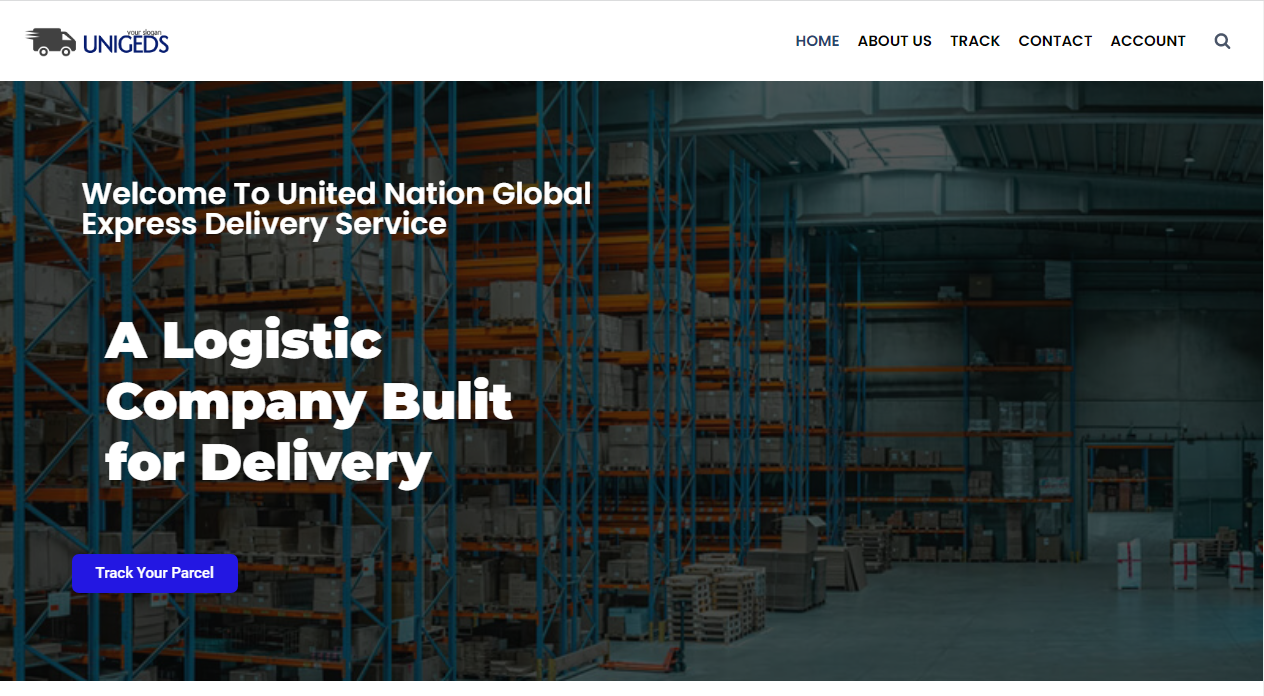 your slogan
UNIGEDS
HOME ABOUT US TRACK CONTACT ACCOUNT
Welcome To United Nation Global
Express Delivery Service
A Logistic
Company Bulit
for Delivery
Track Your Parcel